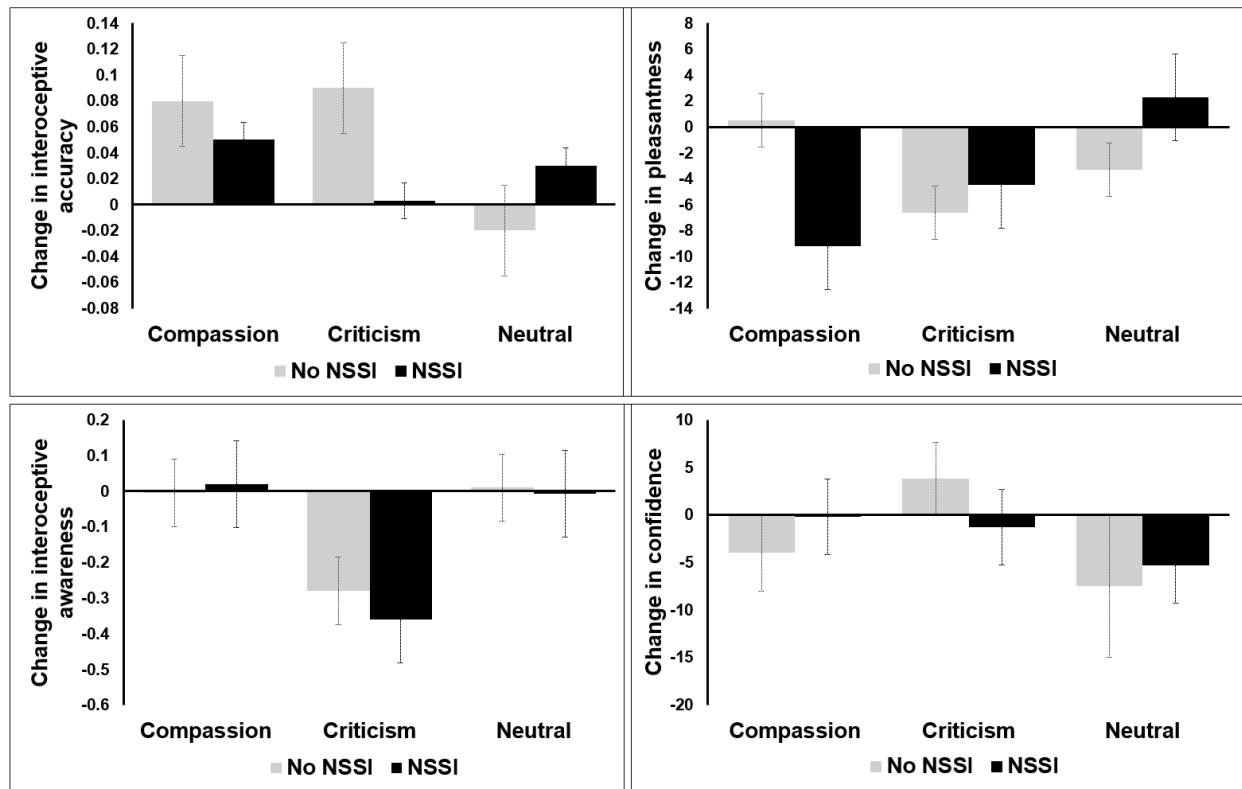 Change in interoceptive
accuracy
0.14
0.12
0.1
0.08
0.06
0.04
0.02
0
-0.02
-0.04
-0.06
-0.08
Compassion Criticism Neutral
No NSSI NSSI
Change in pleasantness
8
6
4
2
0
-2
-4
-6
-8
-10
-12
-14
Compassion Criticism Neutral
No NSSI NSSI
Change in interoceptive
awareness
0.2
0.1
0
-0.1
-0.2
-0.3
-0.4
-0.5
-0.6
Compassion Criticism Neutral
No NSSI NSSI
Change in confidence
10
5
0
-5
-10
-15
-20
Compassion Criticism Neutral
No NSSI NSSI